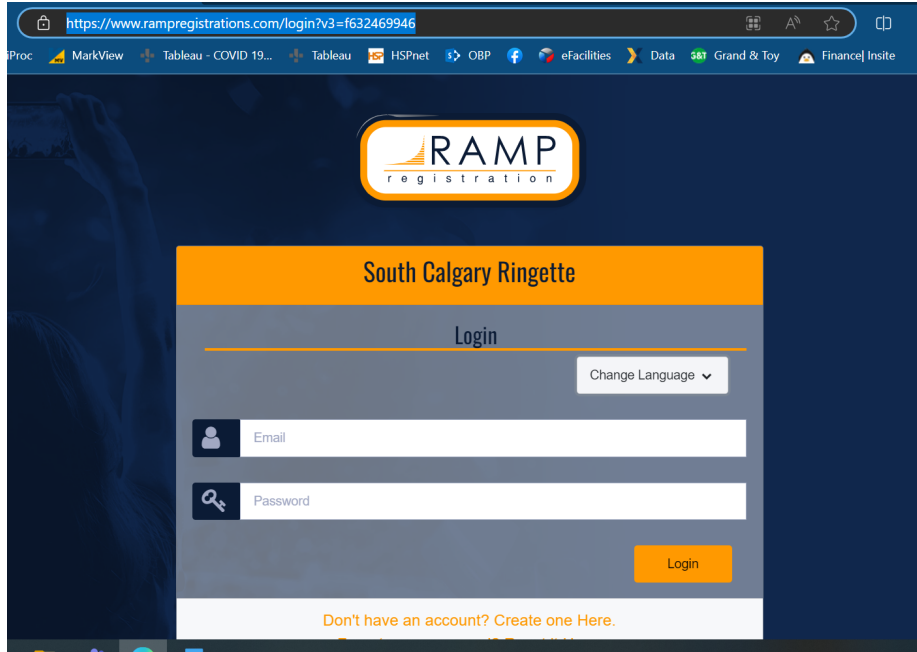 https://www.rampregistrations.com/login?v3=f632469946
iProc MarkView Tableau - COVID 19... Tableau HSP HSPnet OBP eFacilities Data G&T Grand & Toy Finance| Insite
RAMP
registration
South Calgary Ringette
Login
Change Language
Email
Password
Login
Don't have an account? Create one Here.